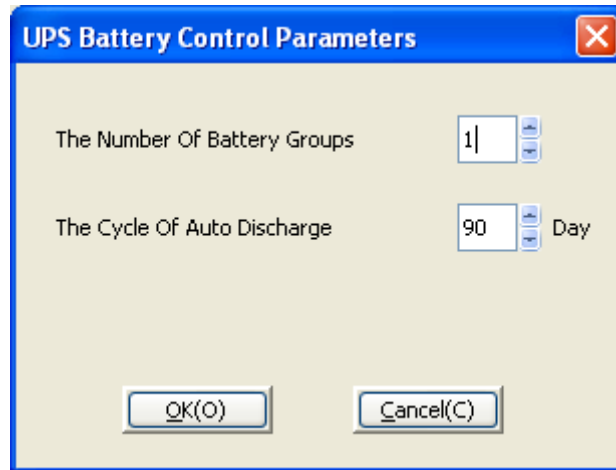 UPS Battery Control Parameters
The Number Of Battery Groups 1
The Cycle Of Auto Discharge 90 Day
OK(O) Cancel(C)